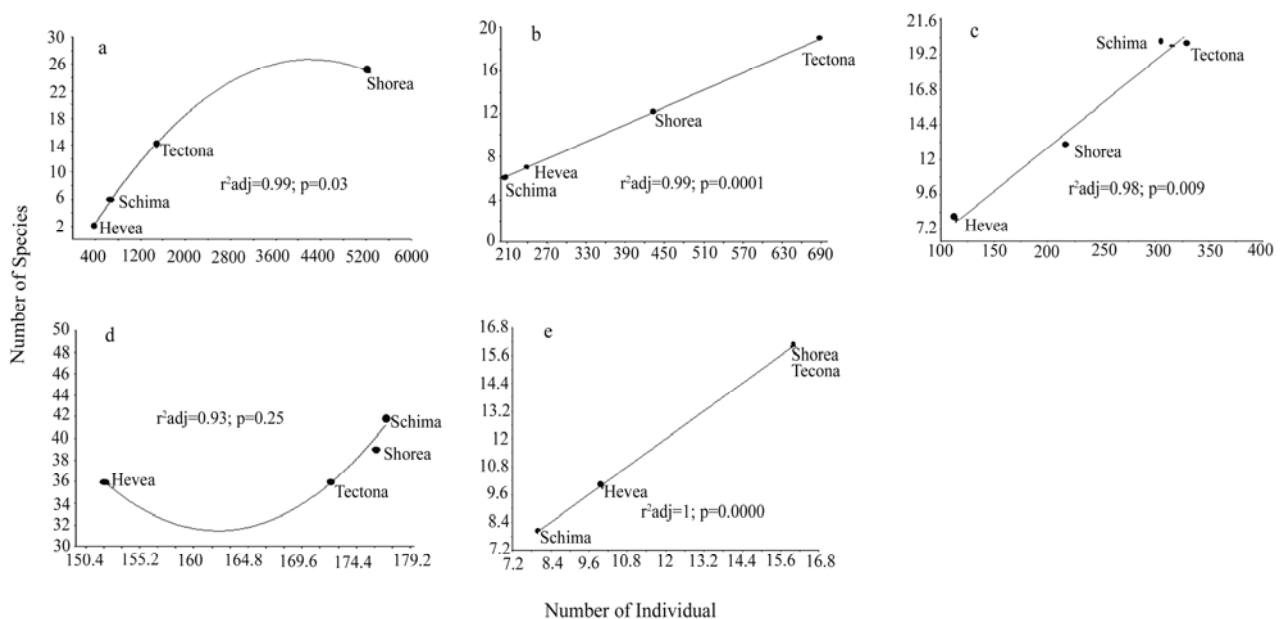 Number of Species
a
30
26
22
18
14
10
6
2
400 1200 2000 2800 3600 4400 5200 6000
Shorea
Tectona
Schima
Hevea
r²adj=0.99; p=0.03
b
20
16
12
8
4
0
210 270 330 390 450 510 570 630 690
Tectona
Shorea
Hevea
Schima
r²adj=0.99; p=0.0001
c
21.6
19.2
16.8
14.4
12
9.6
7.2
100 150 200 250 300 350 400
Schima
Tectona
Shorea
Hevea
r²adj=0.98; p=0.009
d
50
48
44
42
40
38
36
34
32
30
150.4 155.2 160 164.8 169.6 174.4 179.2
r²adj=0.93; p=0.25
Schima
Shorea
Hevea
Tectona
e
16.8
15.6
14.4
13.2
12
10.8
9.6
8.4
7.2
7.2 8.4 9.6 10.8 12 13.2 14.4 15.6 16.8
Shorea
Tecona
Hevea
r²adj=1; p=0.0000
Schima
Number of Individual